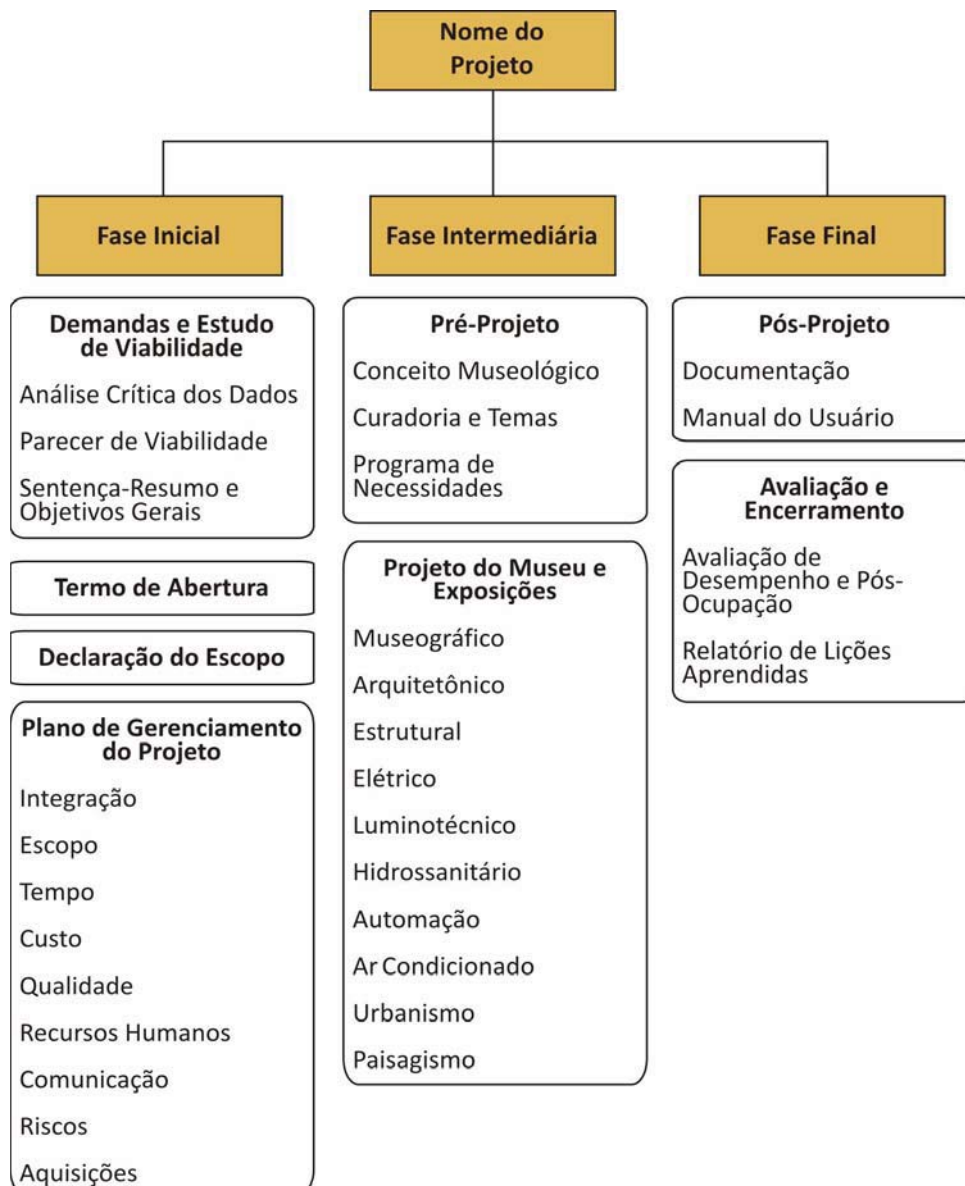 Nome do
Projeto
Fase Inicial
Fase Intermediária
Fase Final
Demandas e Estudo
de Viabilidade
Análise Crítica dos Dados
Parecer de Viabilidade
Sentença-Resumo e
Objetivos Gerais
Termo de Abertura
Declaração do Escopo
Plano de Gerenciamento
do Projeto
Integração
Escopo
Tempo
Custo
Qualidade
Recursos Humanos
Comunicação
Riscos
Aquisições
Pré-Projeto
Conceito Museológico
Curadoria e Temas
Programa de
Necessidades
Projeto do Museu e
Exposições
Museográfico
Arquitetônico
Estrutural
Elétrico
Luminotécnico
Hidrossanitário
Automação
Ar Condicionado
Urbanismo
Paisagismo
Pós-Projeto
Documentação
Manual do Usuário
Avaliação e
Encerramento
Avaliação de
Desempenho e Pós-
Ocupação
Relatório de Lições
Aprendidas